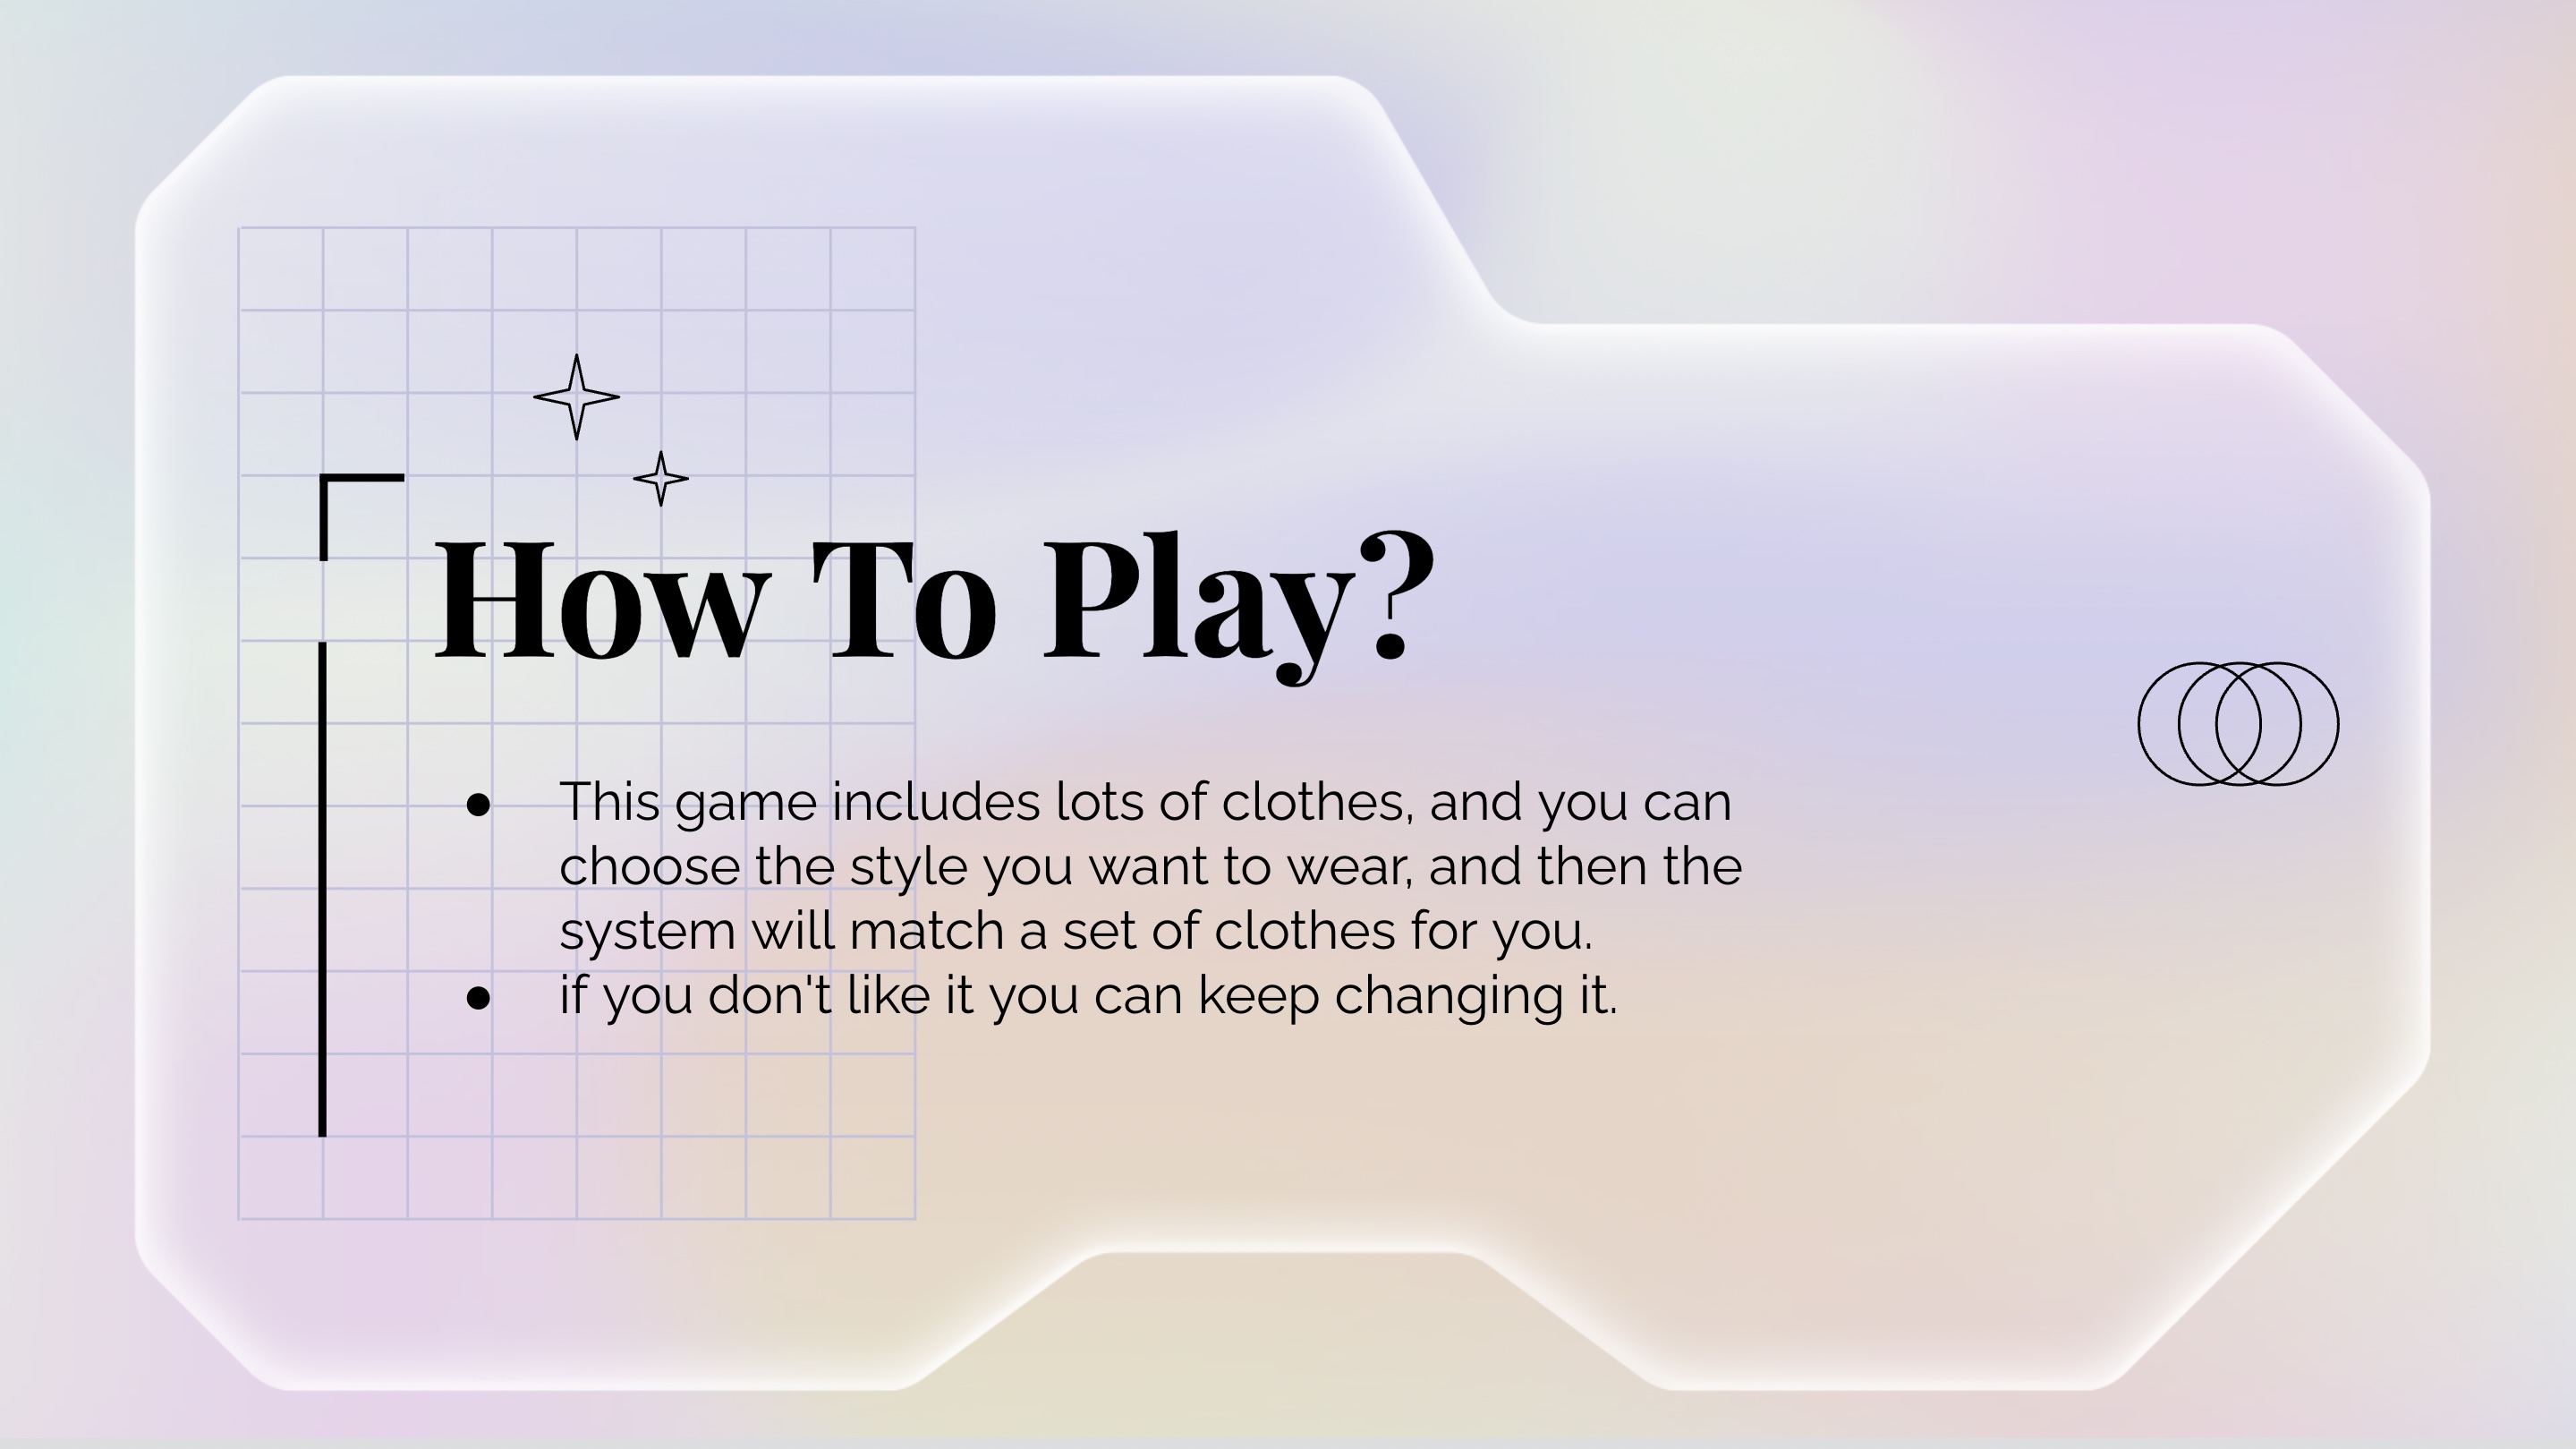 How To Play?
● This game includes lots of clothes, and you can
choose the style you want to wear, and then the
system will match a set of clothes for you.
● if you don't like it you can keep changing it.